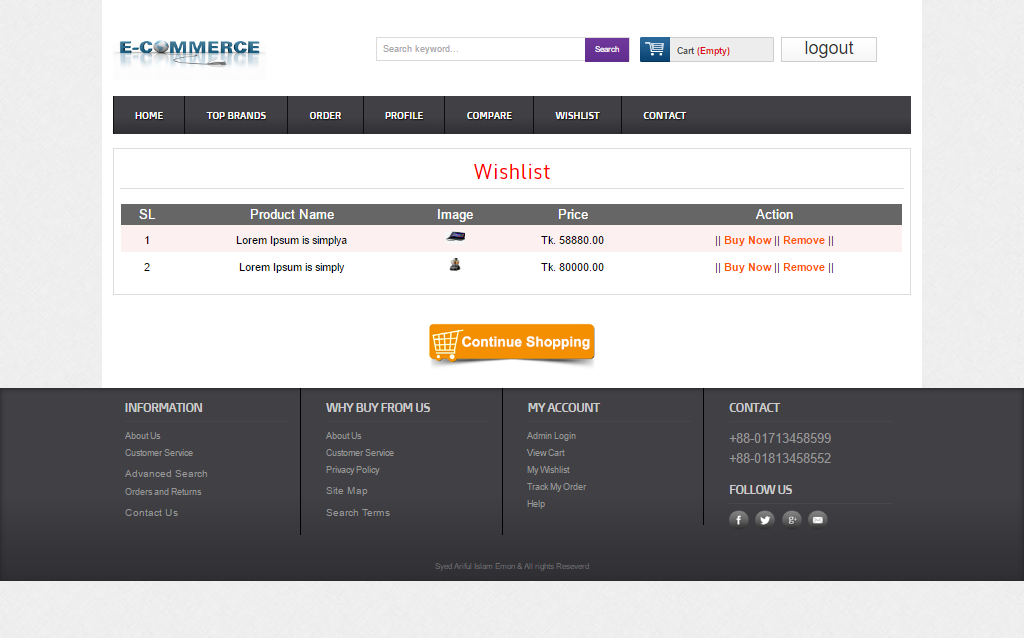 E-COMMERCE
Search keyword...
Search
Cart (Empty)
logout
HOME TOP BRANDS ORDER PROFILE COMPARE WISHLIST CONTACT
Wishlist
SL Product Name Image Price Action
1 Lorem Ipsum is simplya Tk. 58880.00 || Buy Now || Remove ||
2 Lorem Ipsum is simply Tk. 80000.00 || Buy Now || Remove ||
Continue Shopping
INFORMATION
About Us
Customer Service
Advanced Search
Orders and Returns
Contact Us
WHY BUY FROM US
About Us
Customer Service
Privacy Policy
Site Map
Search Terms
MY ACCOUNT
Admin Login
View Cart
My Wishlist
Track My Order
Help
CONTACT
+88-01713458599
+88-01813458552
FOLLOW US
f
g+
Syed Ariful Islam Emon & All rights Reseverd